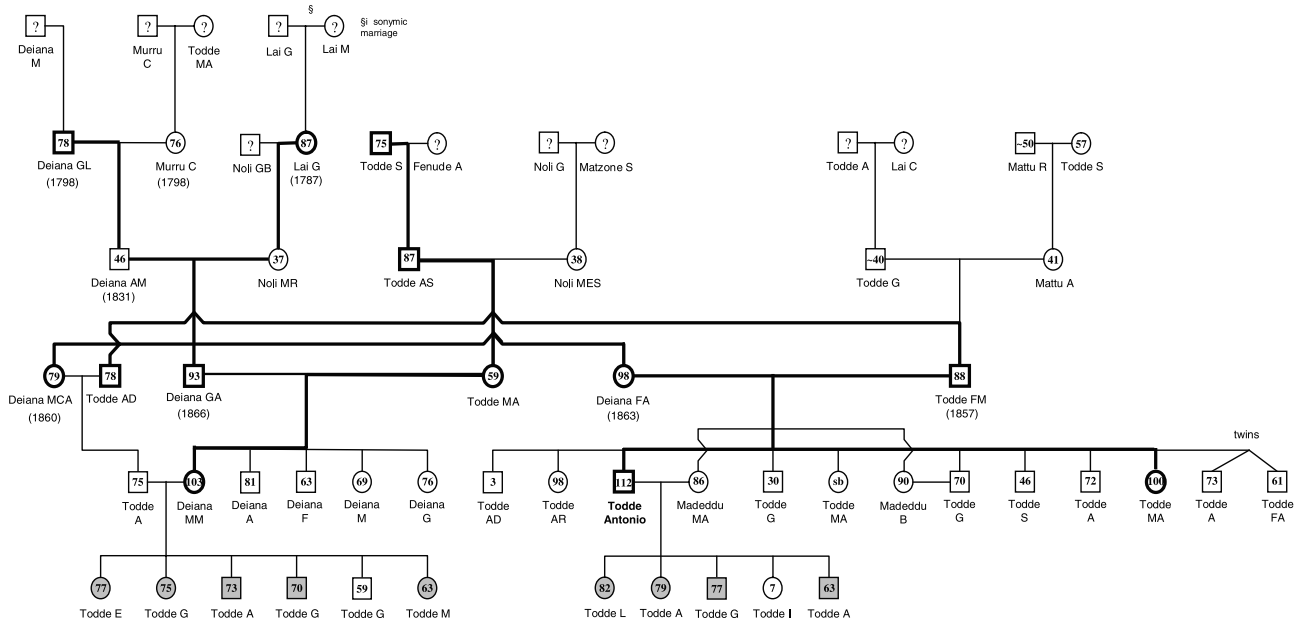 ? ? ? ? ?
§
§i sonymic
marriage
Deiana
M
Murru
C
Todde
MA
Lai G
Lai M
78 76 ? 87 75 ? ? ? ? ? ~50 57
Deiana GL
(1798)
Murru C
(1798)
Noli GB
Lai G
(1787)
Todde S
Fenude A
Noli G
Matzone S
Todde A
Lai C
Mattu R
Todde S
46 37 87 38 ~40 41
Deiana AM
(1831)
Noli MR
Todde AS
Noli MES
Todde G
Mattu A
79 78 93 59 98 88
Deiana MCA
(1860)
Todde AD
Deiana GA
(1866)
Todde MA
Deiana FA
(1863)
Todde FM
(1857)
twins
75 103 81 63 69 76 3 98 112 86 30 sb 90 70 46 72 100 73 61
Todde
A
Deiana
MM
Deiana
A
Deiana
F
Deiana
M
Deiana
G
Todde
AD
Todde
AR
Todde
Antonio
Madeddu
MA
Todde
G
Todde
MA
Madeddu
B
Todde
G
Todde
S
Todde
A
Todde
MA
Todde
A
Todde
FA
77 75 73 70 59 63 82 79 77 7 63
Todde E
Todde G
Todde A
Todde G
Todde G
Todde M
Todde L
Todde A
Todde G
Todde I
Todde A